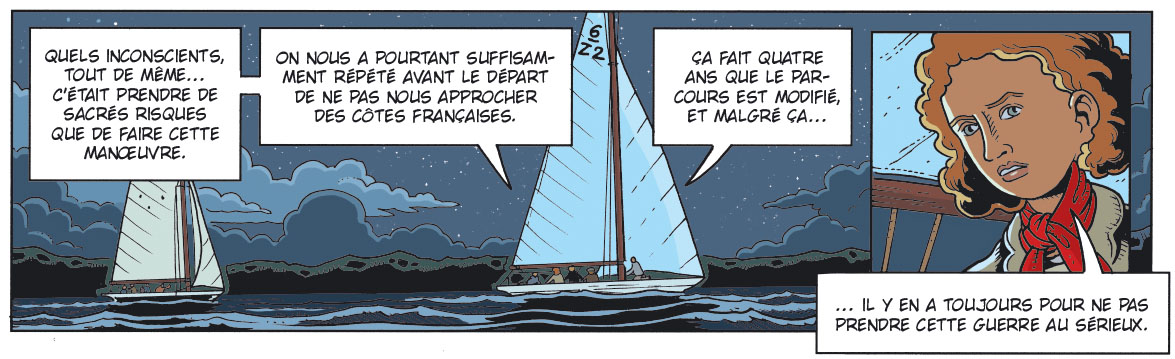 QUELS INCONSCIENTS,
TOUT DE MÊME...
C'ÉTAIT PRENDRE DE
SACRÉS RISQUES
QUE DE FAIRE CETTE
MANŒUVRE.
ON NOUS A POURTANT SUFFISAM-
MENT RÉPÉTÉ AVANT LE DÉPART
DE NE PAS NOUS APPROCHER
DES CÔTES FRANÇAISES.
6
Z 2
ÇA FAIT QUATRE
ANS QUE LE PAR-
COURS EST MODIFIÉ,
ET MALGRÉ ÇA...
... IL Y EN A TOUJOURS POUR NE PAS
PRENDRE CETTE GUERRE AU SÉRIEUX.